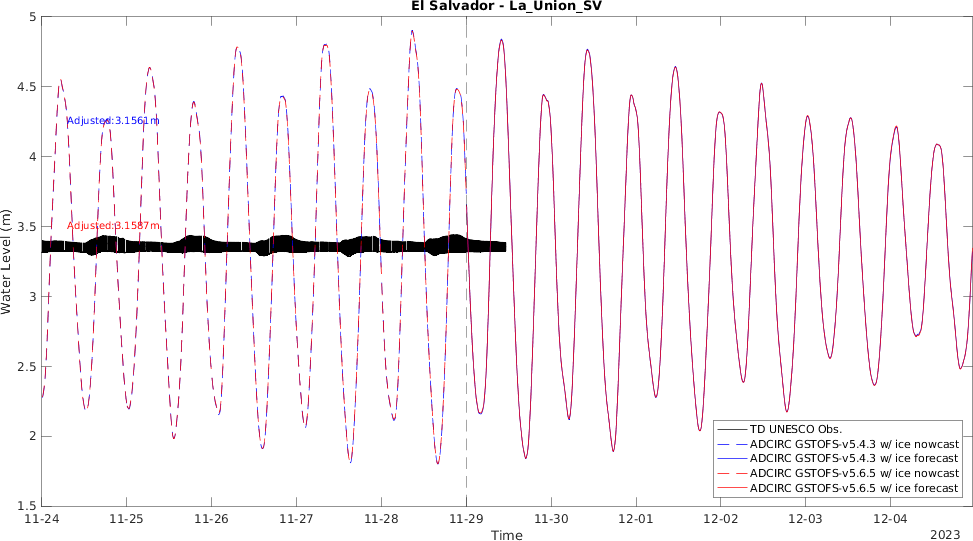 El Salvador - La_Union_SV
Water Level (m)
5
4.5
4
3.5
3
2.5
2
1.5
Adjusted:3.1561m
Adjusted:3.1587m
TD UNESCO Obs.
ADCIRC GSTOFS-v5.4.3 w/ ice nowcast
ADCIRC GSTOFS-v5.4.3 w/ ice forecast
ADCIRC GSTOFS-v5.6.5 w/ ice nowcast
ADCIRC GSTOFS-v5.6.5 w/ ice forecast
11-24 11-25 11-26 11-27 11-28 11-29 11-30 12-01 12-02 12-03 12-04
Time
2023